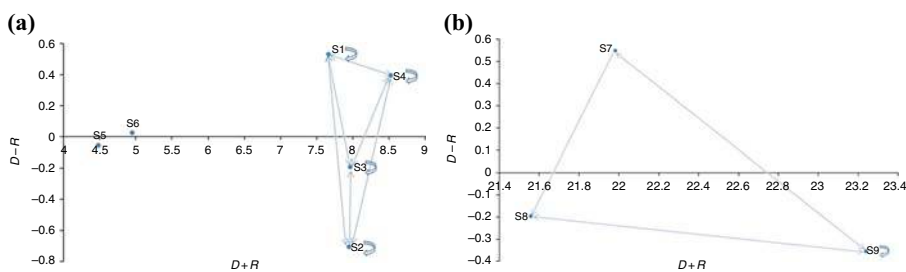 (a)
0.6
0.4
0.2
0
−0.2
−0.4
−0.6
−0.8
D−R
4 4.5 5 5.5 6 6.5 7 7.5 8 8.5 9
D+R
S1
S4
S6
S5
S3
S2
(b)
0.6
0.5
0.4
0.3
0.2
0.1
0
−0.1
−0.2
−0.3
−0.4
D−R
21.4 21.6 21.8 22 22.2 22.4 22.6 22.8 23 23.2 23.4
D+R
S7
S8
S9